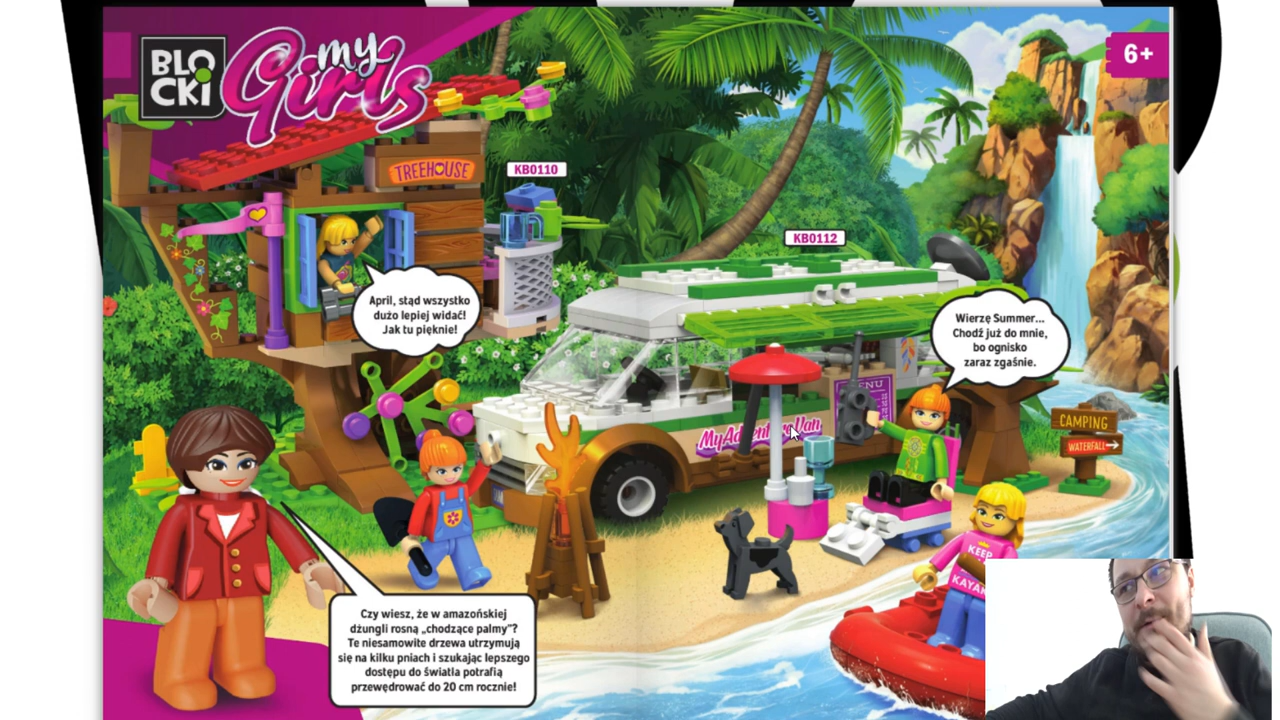 BLO
CKI
my
Girls
6+
TREEHOUSE
KB0110
KB0112
April, stąd wszystko
dużo lepiej widać!
Jak tu pięknie!
Wierzę Summer...
Chodź już do mnie,
bo ognisko
zaraz zgaśnie.
MENU
My Adventure Van
CAMPING
WATERFALL
KEEP
KAYAK
Czy wiesz, że w amazońskiej
dżungli rosną „chodzące palmy”?
Te niesamowite drzewa utrzymują
się na kilku pniach i szukając lepszego
dostępu do światła potrafią
przewędrować do 20 cm rocznie!